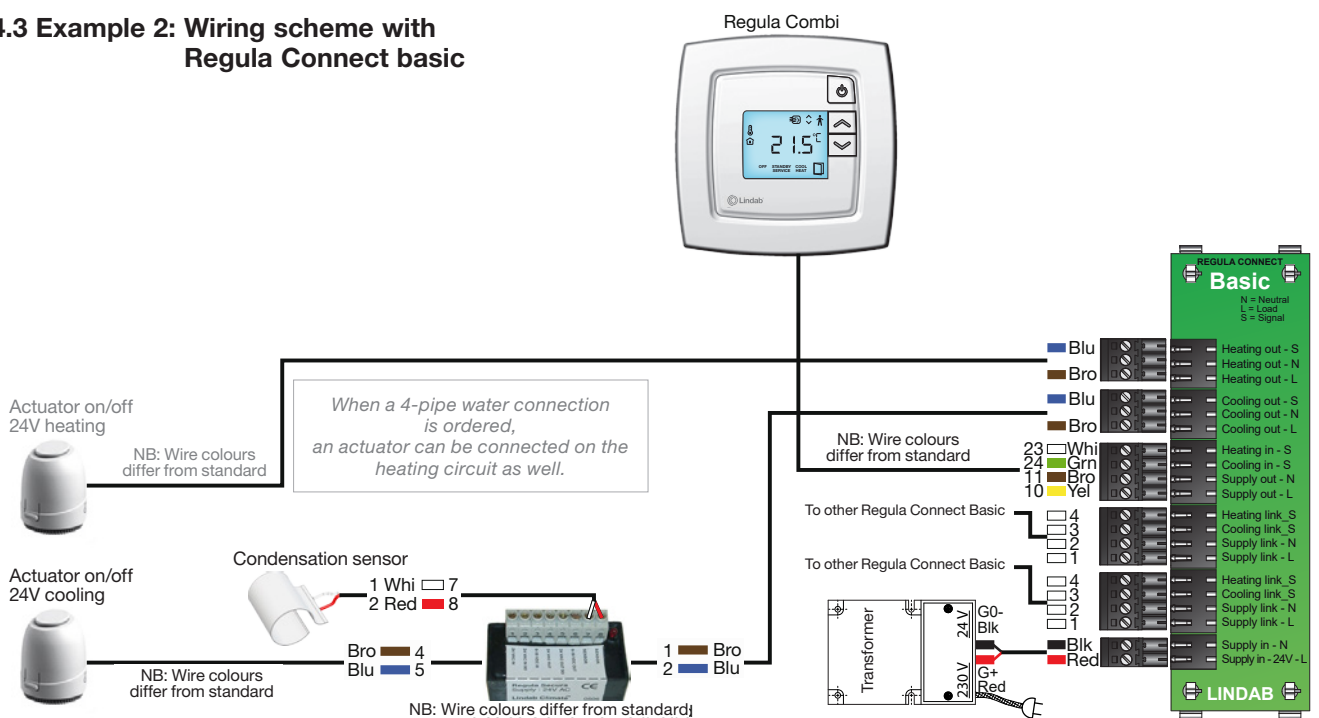 4.3 Example 2: Wiring scheme with
Regula Connect basic
Regula Combi
21.5°C
OFF STANDBY COOL
SERVICE HEAT
Lindab
REGULA CONNECT
Basic
N = Neutral
L = Load
S = Signal
Blu
Bro
Heating out - S
Heating out - N
Heating out - L
Blu
Bro
Cooling out - S
Cooling out - N
Cooling out - L
Actuator on/off
24V heating
NB: Wire colours
differ from standard
When a 4-pipe water connection
is ordered,
an actuator can be connected on the
heating circuit as well.
NB: Wire colours
differ from standard
23 Whi
24 Grn
11 Bro
10 Yel
Heating in - S
Cooling in - S
Supply out - N
Supply out - L
To other Regula Connect Basic
4
3
2
1
Heating link_S
Cooling link_S
Supply link - N
Supply link - L
To other Regula Connect Basic
4
3
2
1
Heating link_S
Cooling link_S
Supply link - N
Supply link - L
Condensation sensor
1 Whi 7
2 Red 8
Actuator on/off
24V cooling
NB: Wire colours
differ from standard
Bro 4
Blu 5
Regula Secura
Supply - 24V AC
Lindab Climate
CE
1 Bro
2 Blu
NB: Wire colours differ from standard
Transformer
24 V
230 V
G0-
Blk
G+
Red
Blk
Red
Supply in - N
Supply in - 24V - L
LINDAB